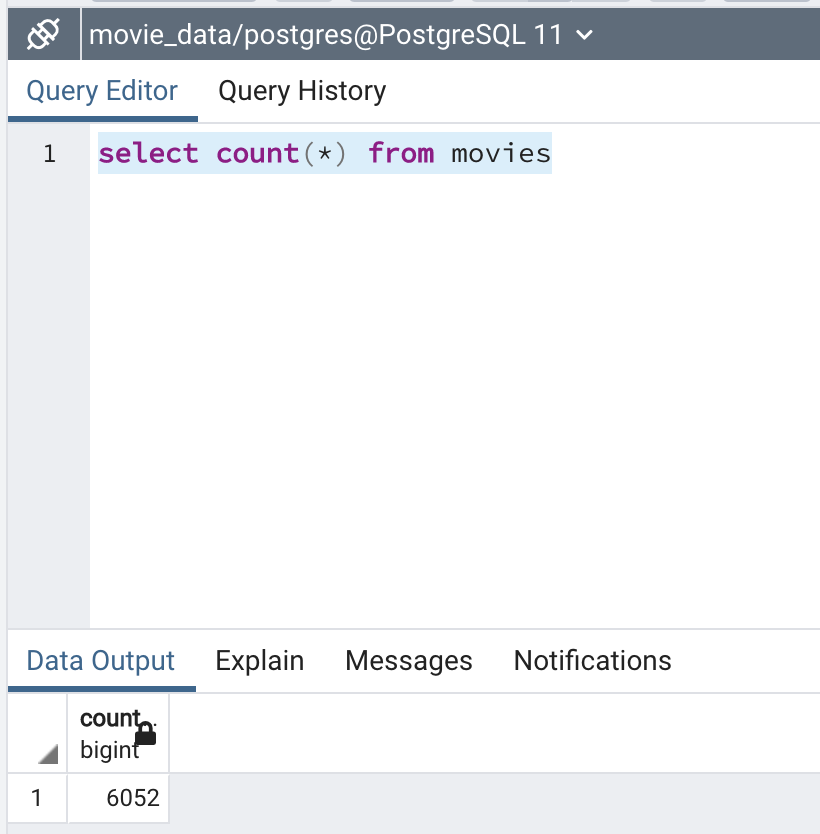 movie_data/postgres@PostgreSQL 11
Query Editor Query History
1 select count(*) from movies
Data Output Explain Messages Notifications
count..
bigint
1 6052